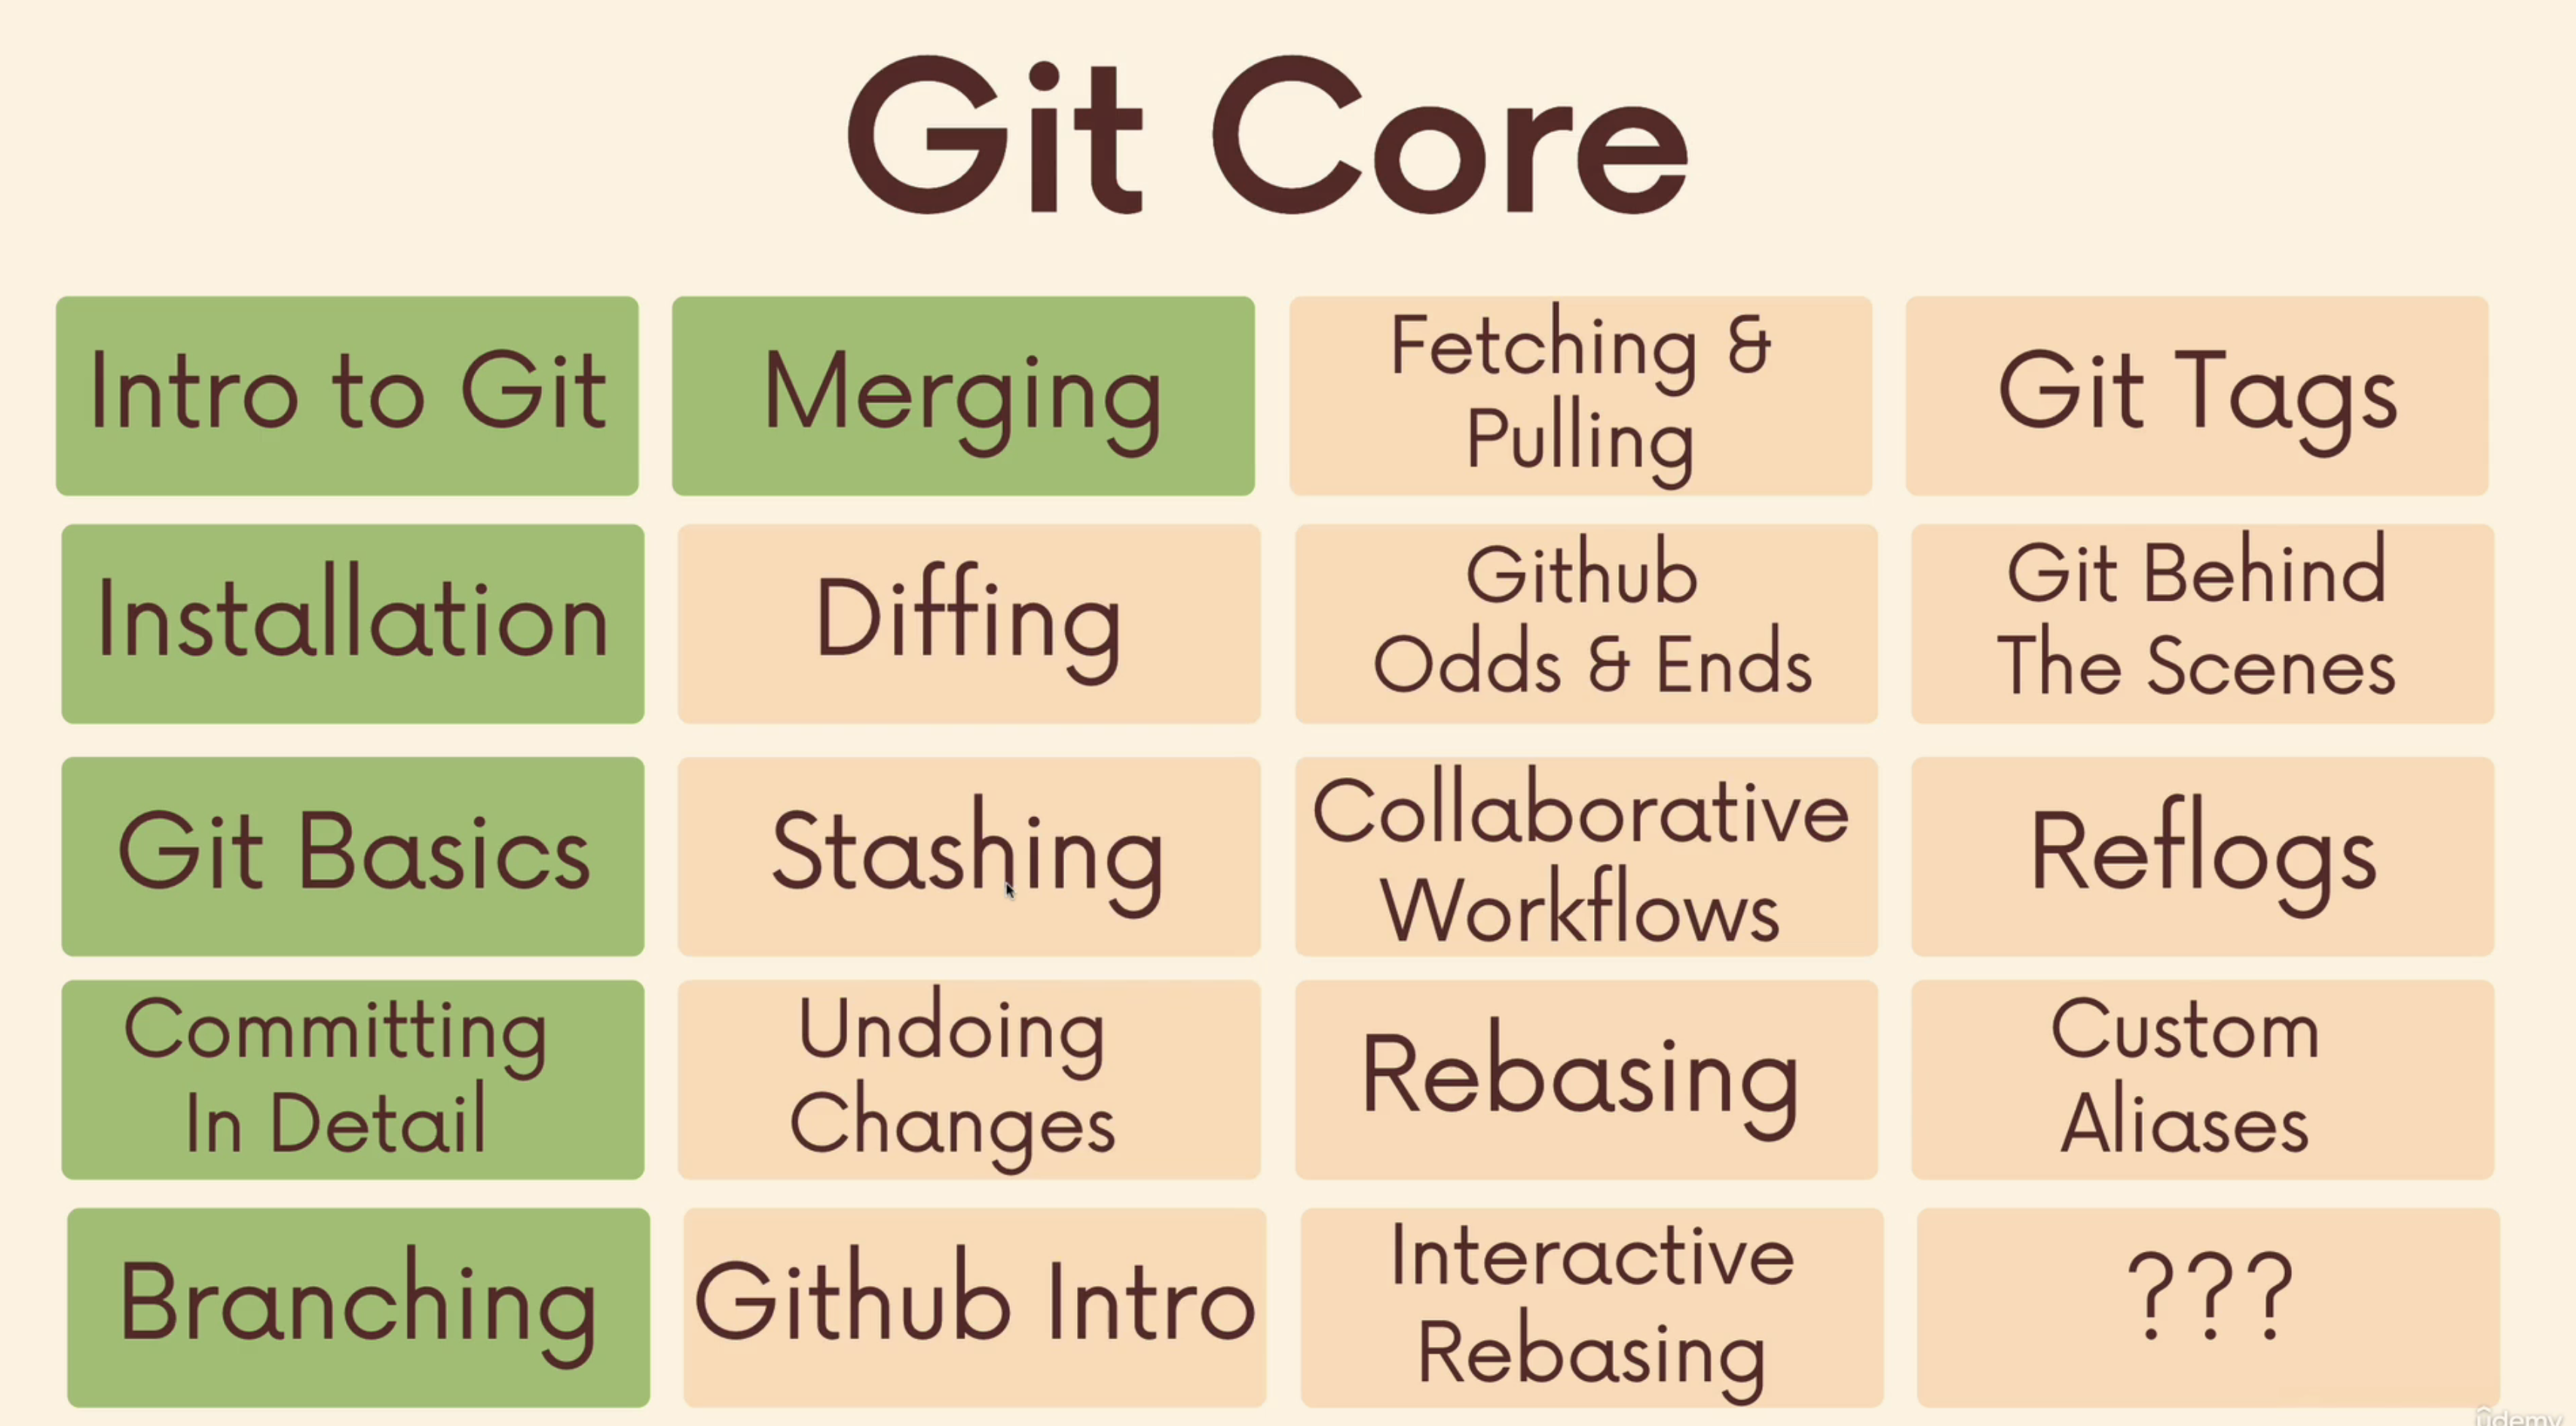 Git Core
Intro to Git
Merging
Fetching &
Pulling
Git Tags
Installation
Diffing
Github
Odds & Ends
Git Behind
The Scenes
Git Basics
Stashing
Collaborative
Workflows
Reflogs
Committing
In Detail
Undoing
Changes
Rebasing
Custom
Aliases
Branching
Github Intro
Interactive
Rebasing
???
udemy